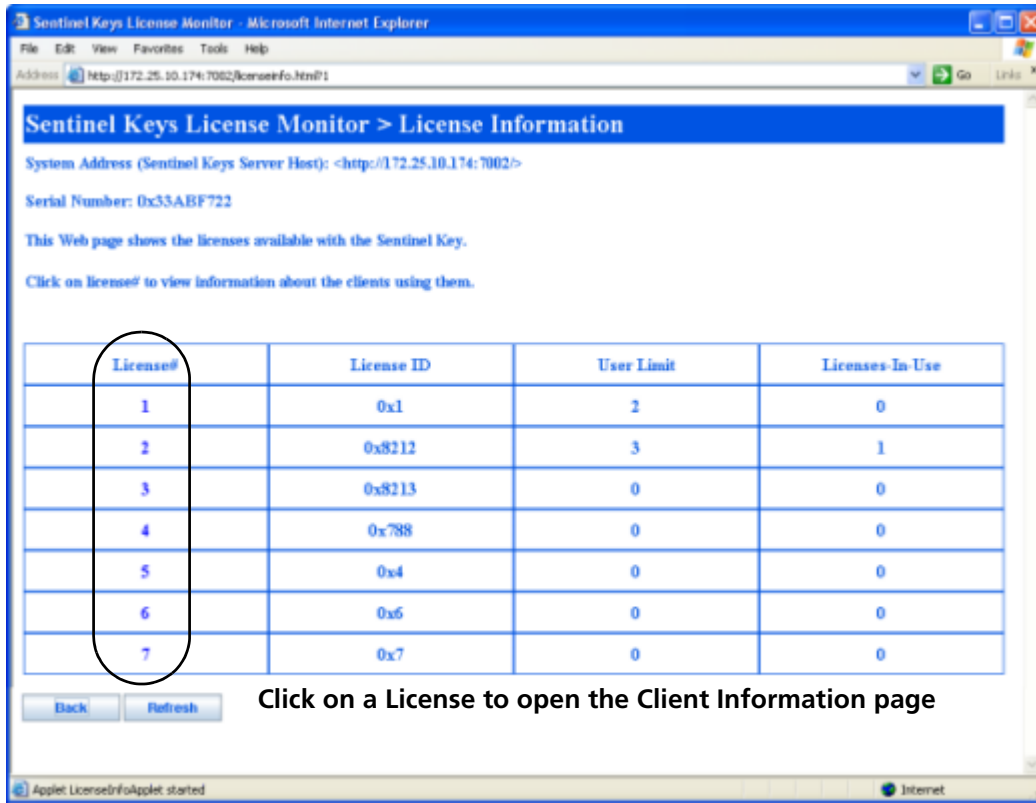 Sentinel Keys License Monitor - Microsoft Internet Explorer
File Edit View Favorites Tools Help
Address http://172.25.10.174:7002/licenseinfo.html?1 Go Links
Sentinel Keys License Monitor > License Information
System Address (Sentinel Keys Server Host): <http://172.25.10.174:7002/>
Serial Number: 0x33ABF722
This Web page shows the licenses available with the Sentinel Key.
Click on license# to view information about the clients using them.
License# License ID User Limit Licenses-In-Use
1 0x1 2 0
2 0x8212 3 1
3 0x8213 0 0
4 0x788 0 0
5 0x4 0 0
6 0x6 0 0
7 0x7 0 0
Back Refresh Click on a License to open the Client Information page
Applet LicenseInfoApplet started Internet